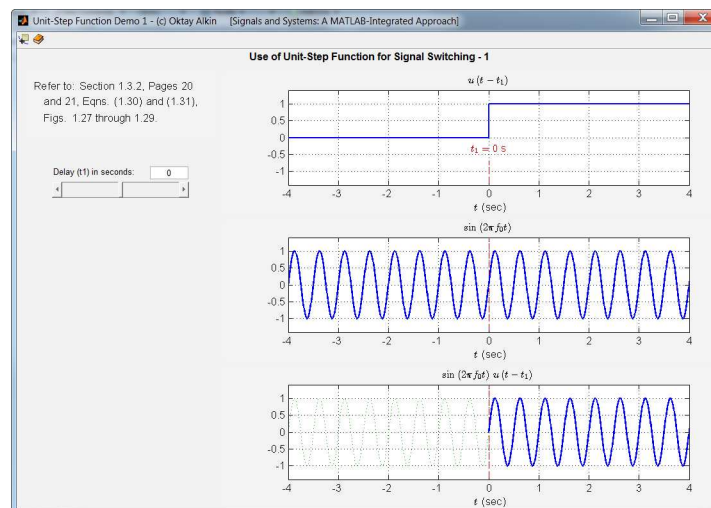 Unit-Step Function Demo 1 - (c) Oktay Alkin [Signals and Systems: A MATLAB-Integrated Approach]
Use of Unit-Step Function for Signal Switching - 1
Refer to: Section 1.3.2, Pages 20
and 21, Eqns. (1.30) and (1.31),
Figs. 1.27 through 1.29.
Delay (t1) in seconds: 0
u (t − t₁)
1
0.5
0
-0.5
-1
t₁ = 0 s
-4 -3 -2 -1 0 1 2 3 4
t (sec)
sin (2π f₀t)
1
0.5
0
-0.5
-1
-4 -3 -2 -1 0 1 2 3 4
t (sec)
sin (2π f₀t) u (t − t₁)
1
0.5
0
-0.5
-1
-4 -3 -2 -1 0 1 2 3 4
t (sec)